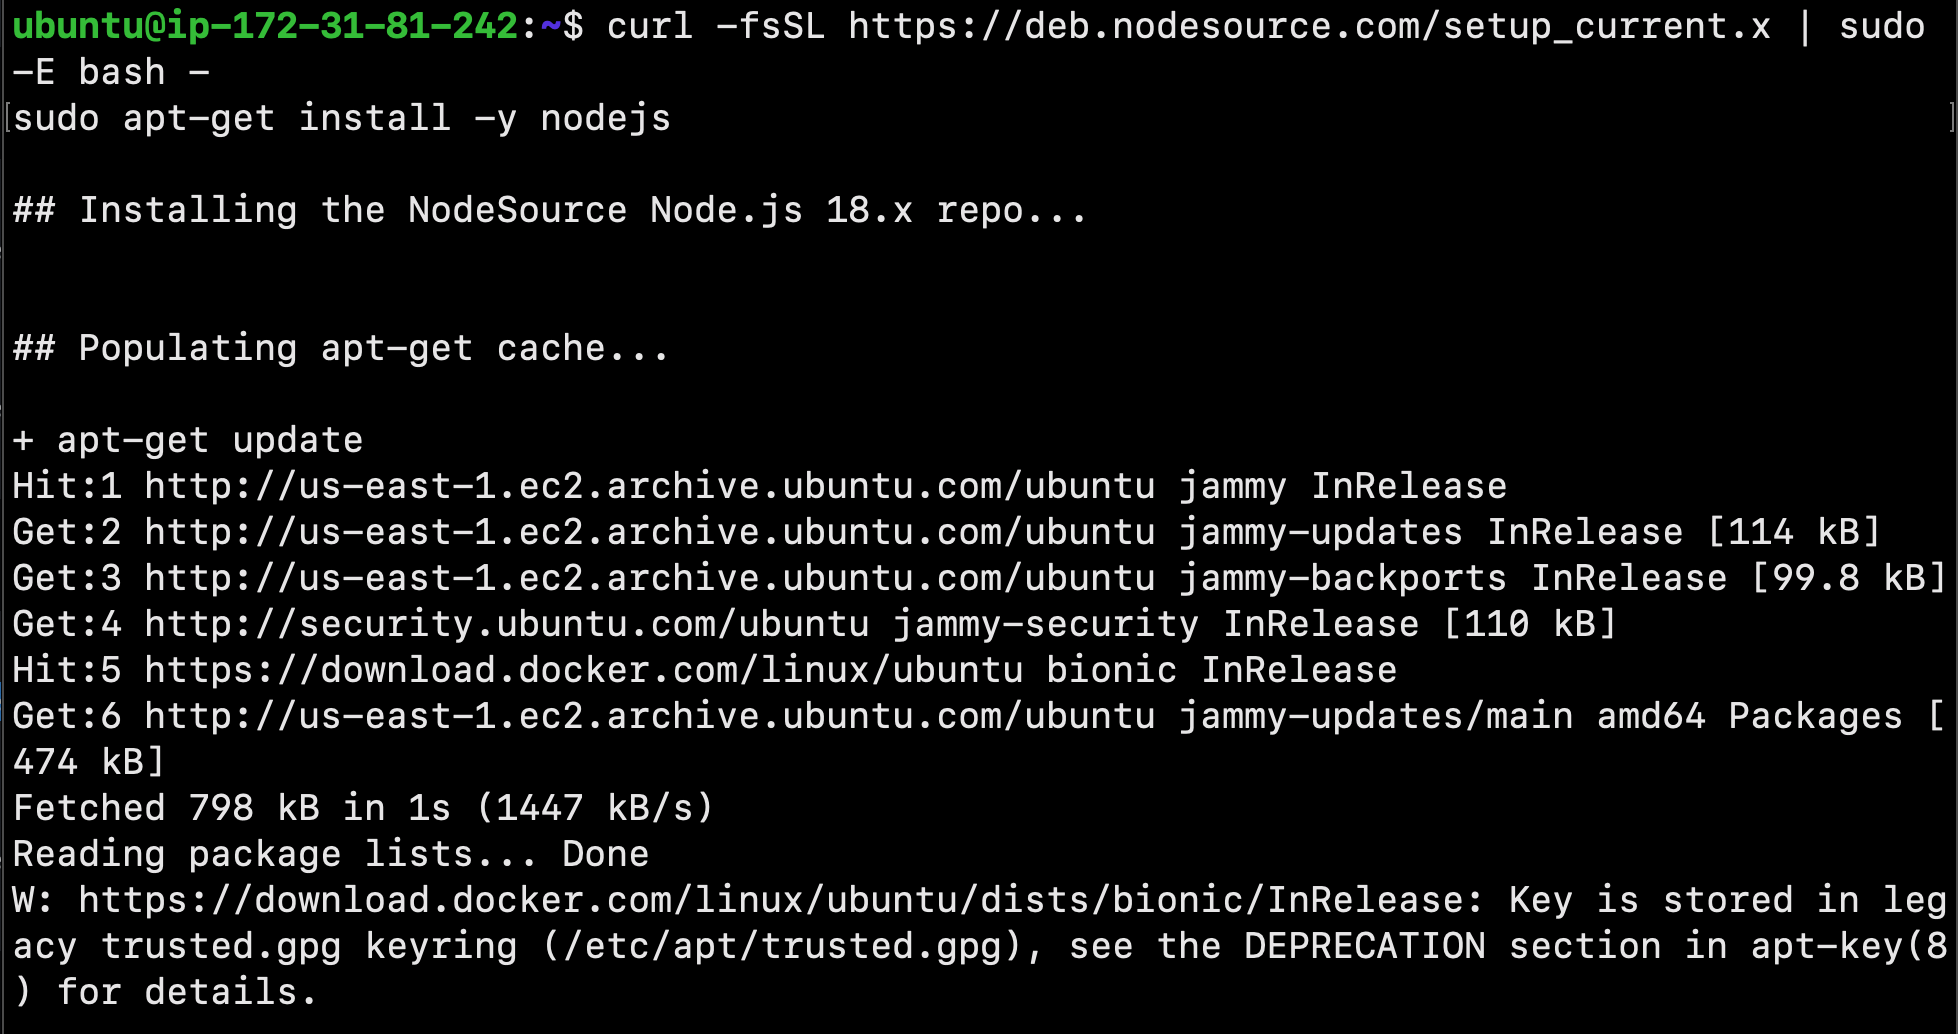 ubuntu@ip-172-31-81-242:~$ curl -fsSL https://deb.nodesource.com/setup_current.x | sudo
-E bash -
sudo apt-get install -y nodejs
## Installing the NodeSource Node.js 18.x repo...
## Populating apt-get cache...
+ apt-get update
Hit:1 http://us-east-1.ec2.archive.ubuntu.com/ubuntu jammy InRelease
Get:2 http://us-east-1.ec2.archive.ubuntu.com/ubuntu jammy-updates InRelease [114 kB]
Get:3 http://us-east-1.ec2.archive.ubuntu.com/ubuntu jammy-backports InRelease [99.8 kB]
Get:4 http://security.ubuntu.com/ubuntu jammy-security InRelease [110 kB]
Hit:5 https://download.docker.com/linux/ubuntu bionic InRelease
Get:6 http://us-east-1.ec2.archive.ubuntu.com/ubuntu jammy-updates/main amd64 Packages [
474 kB]
Fetched 798 kB in 1s (1447 kB/s)
Reading package lists... Done
W: https://download.docker.com/linux/ubuntu/dists/bionic/InRelease: Key is stored in leg
acy trusted.gpg keyring (/etc/apt/trusted.gpg), see the DEPRECATION section in apt-key(8
) for details.